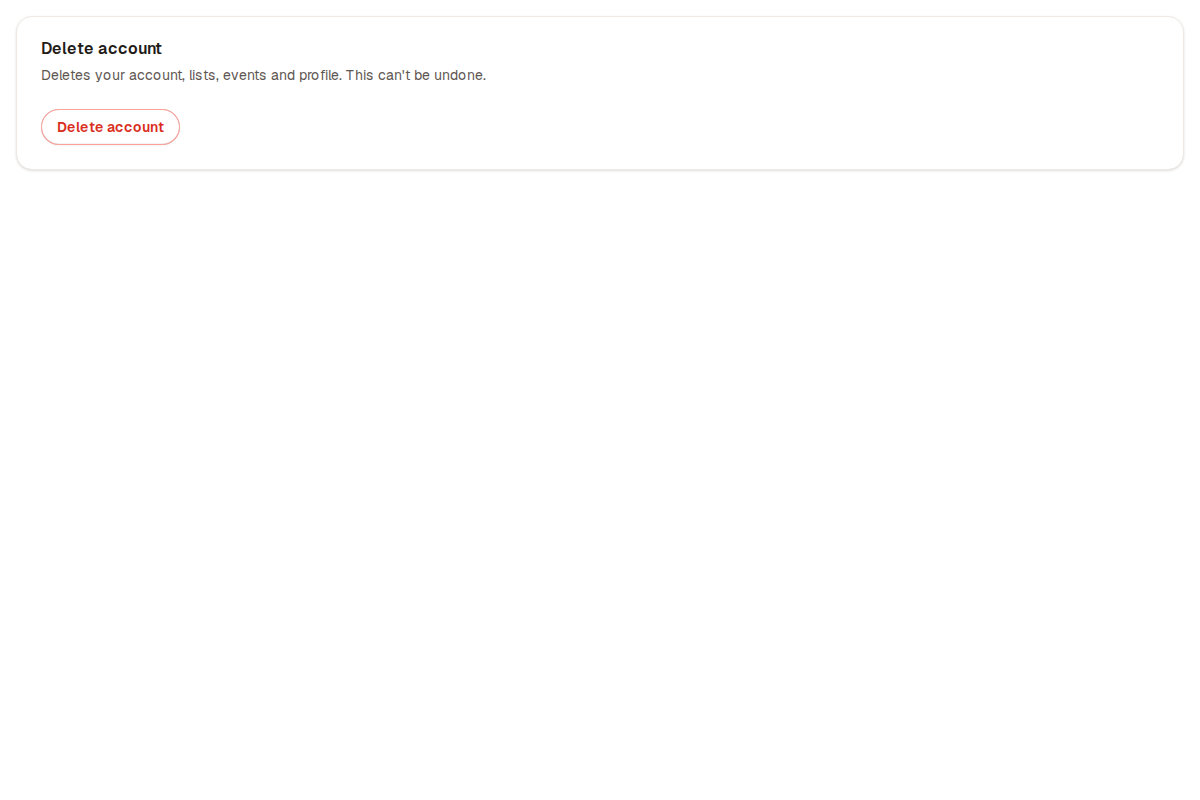 Delete account
Deletes your account, lists, events and profile. This can't be undone.
Delete account